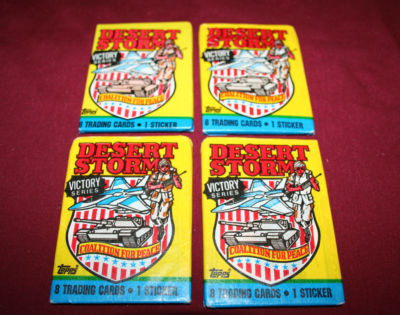 DESERT
STORM
VICTORY
SERIES
COALITION FOR PEACE
TOPPS
8 TRADING CARDS • 1 STICKER
DESERT
STORM
VICTORY
SERIES
COALITION FOR PEACE
TOPPS
8 TRADING CARDS • 1 STICKER
DESERT
STORM
VICTORY
SERIES
COALITION FOR PEACE
TOPPS
8 TRADING CARDS • 1 STICKER
DESERT
STORM
VICTORY
SERIES
COALITION FOR PEACE
TOPPS
8 TRADING CARDS • 1 STICKER